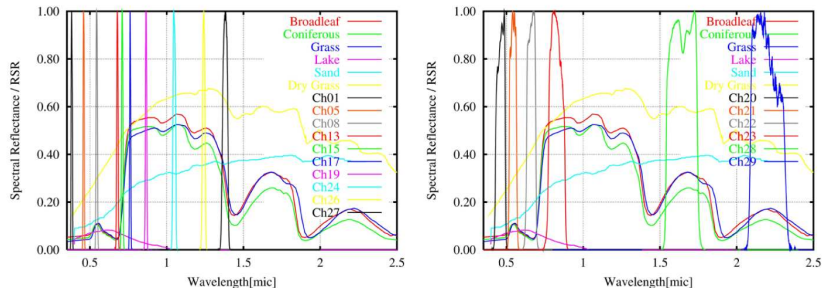 1.00
0.80
0.60
0.40
0.20
0.00
Spectral Reflectance / RSR
0.5
1
1.5
2
2.5
Wavelength[mic]
Broadleaf
Coniferous
Grass
Lake
Sand
Dry Grass
Ch01
Ch05
Ch08
Ch13
Ch15
Ch17
Ch19
Ch24
Ch26
Ch27
1.00
0.80
0.60
0.40
0.20
0.00
Spectral Reflectance / RSR
0.5
1
1.5
2
2.5
Wavelength[mic]
Broadleaf
Coniferous
Grass
Lake
Sand
Dry Grass
Ch20
Ch21
Ch22
Ch23
Ch28
Ch29